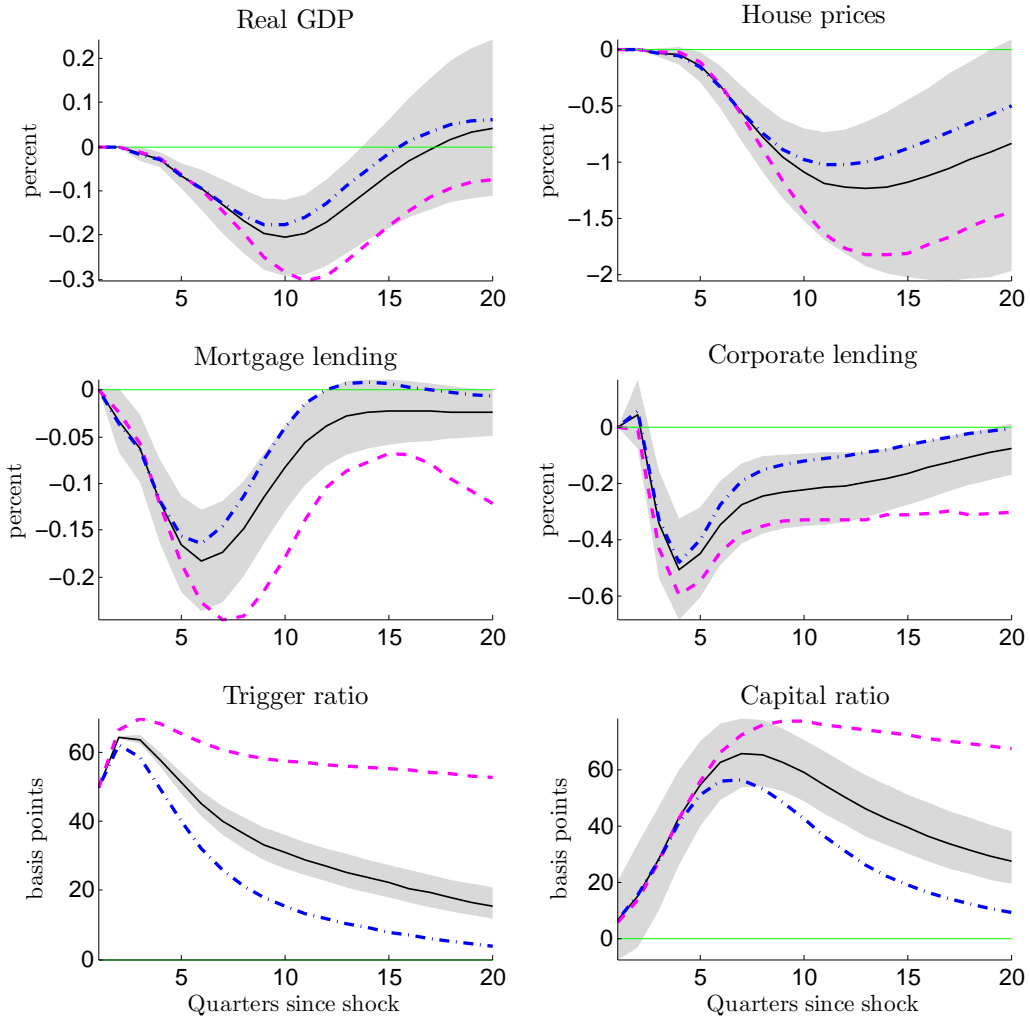 Real GDP
percent
0.2
0.1
0
−0.1
−0.2
−0.3
5 10 15 20
House prices
percent
0
−0.5
−1
−1.5
−2
5 10 15 20
Mortgage lending
percent
0
−0.05
−0.1
−0.15
−0.2
5 10 15 20
Corporate lending
percent
0
−0.2
−0.4
−0.6
5 10 15 20
Trigger ratio
basis points
60
40
20
0
5 10 15 20
Quarters since shock
Capital ratio
basis points
60
40
20
0
5 10 15 20
Quarters since shock